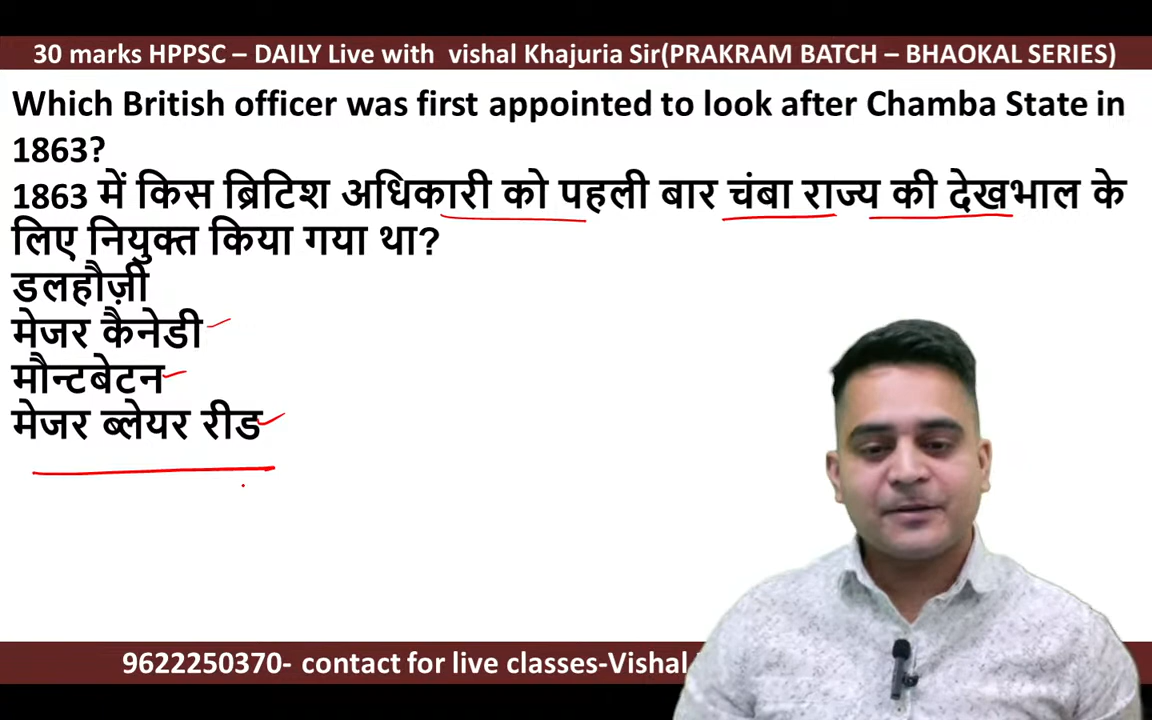 30 marks HPPSC – DAILY Live with vishal Khajuria Sir(PRAKRAM BATCH – BHAOKAL SERIES)
Which British officer was first appointed to look after Chamba State in
1863?
1863 में किस ब्रिटिश अधिकारी को पहली बार चंबा राज्य की देखभाल के
लिए नियुक्त किया गया था?
डलहौज़ी
मेजर कैनेडी
मौन्टबेटन
मेजर ब्लेयर रीड
9622250370- contact for live classes-Vishal